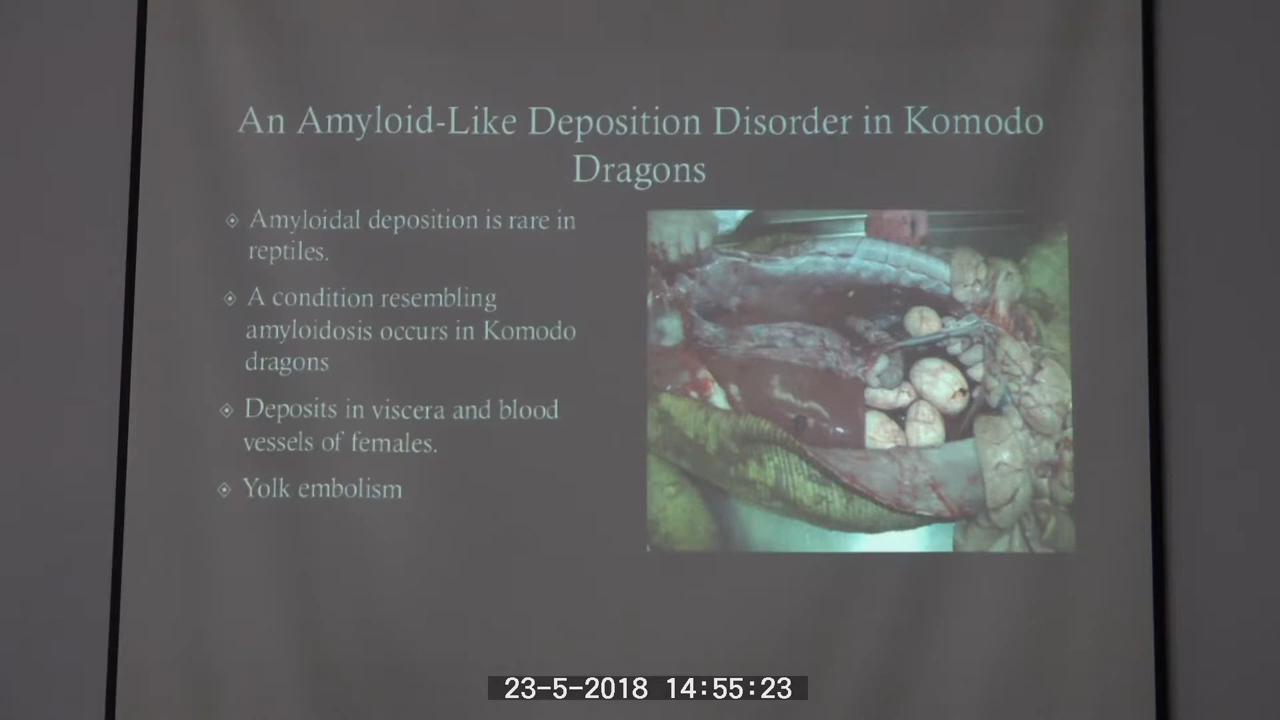 An Amyloid-Like Deposition Disorder in Komodo
Dragons
Amyloidal deposition is rare in
reptiles.
A condition resembling
amyloidosis occurs in Komodo
dragons
Deposits in viscera and blood
vessels of females.
Yolk embolism
23-5-2018 14:55:23